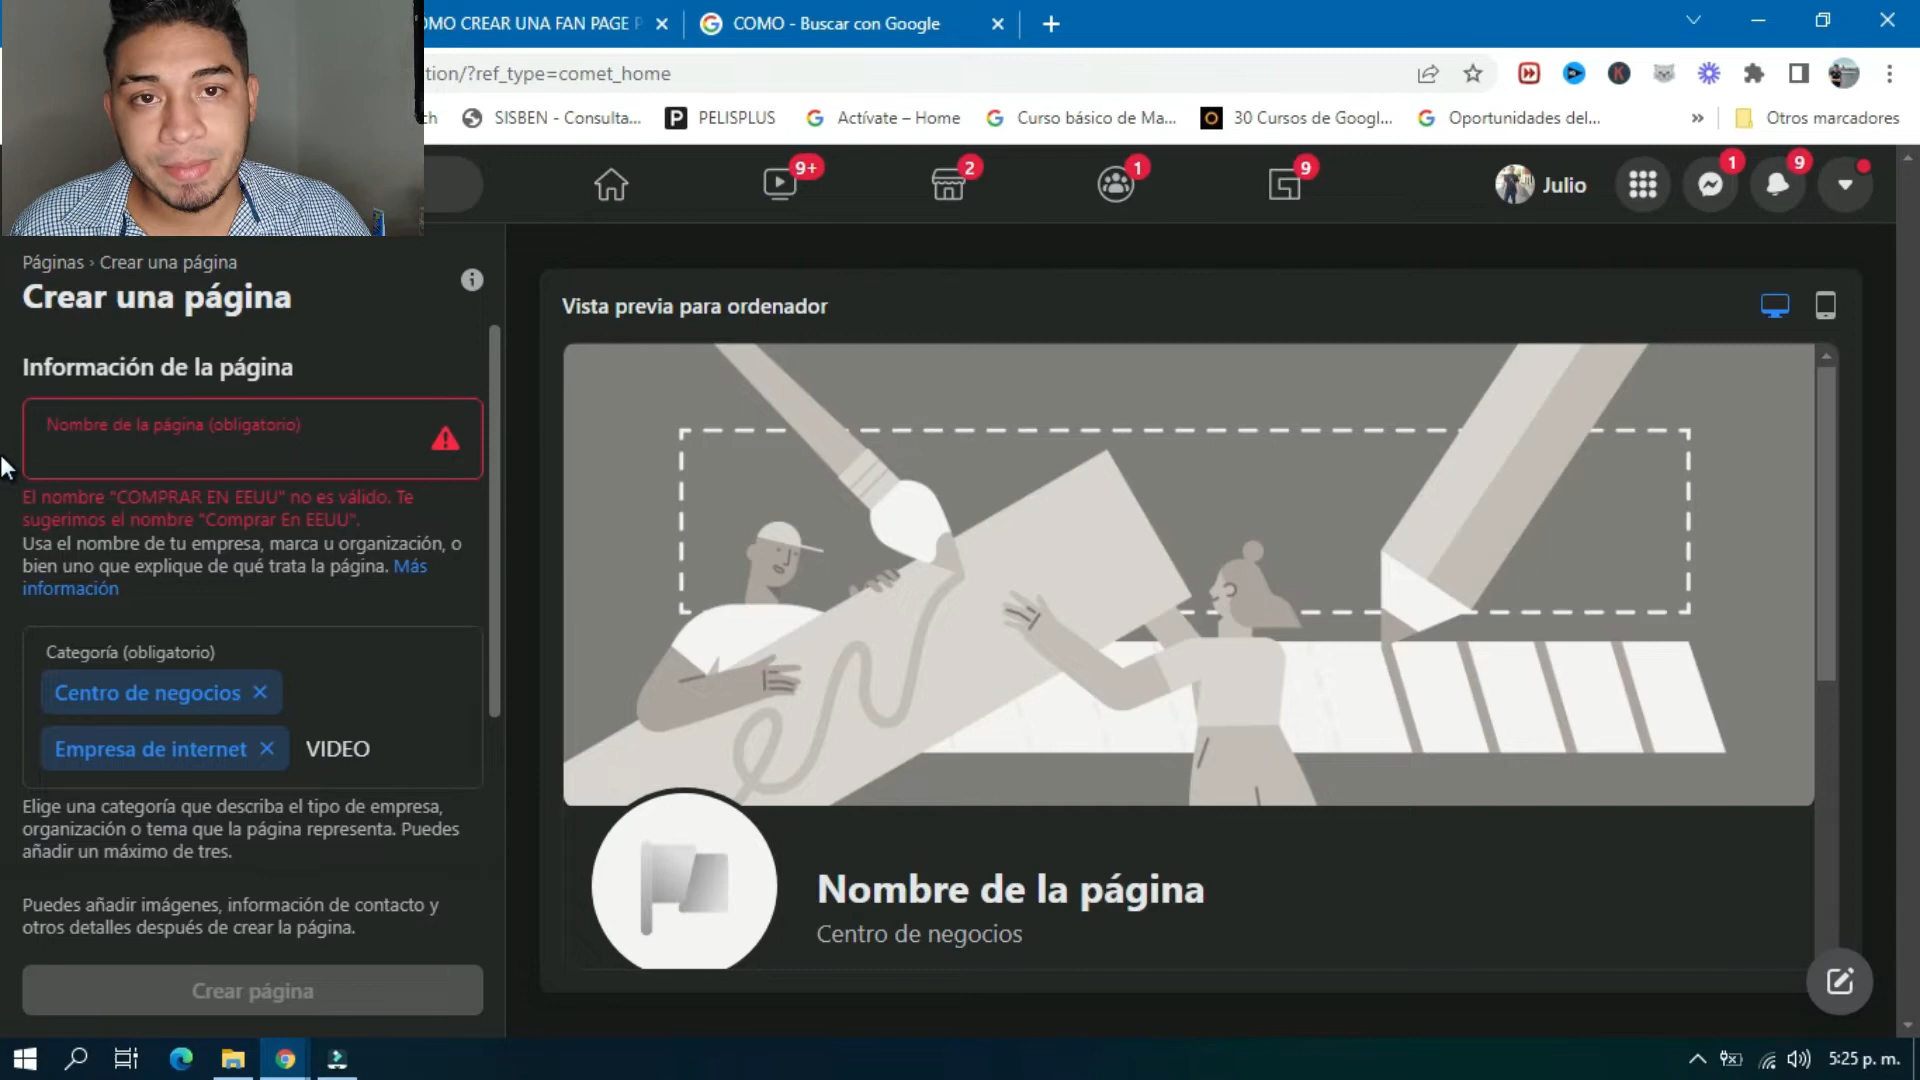 OMO CREAR UNA FAN PAGE P
COMO - Buscar con Google
tion/?ref_type=comet_home
ch
SISBEN - Consulta...
PELISPLUS
Actívate – Home
Curso básico de Ma...
30 Cursos de Googl...
Oportunidades del...
»
Otros marcadores
9+
2
1
9
Julio
1
9
Páginas › Crear una página
Crear una página
Información de la página
Nombre de la página (obligatorio)
El nombre "COMPRAR EN EEUU" no es válido. Te
sugerimos el nombre "Comprar En EEUU".
Usa el nombre de tu empresa, marca u organización, o
bien uno que explique de qué trata la página. Más
información
Categoría (obligatorio)
Centro de negocios
Empresa de internet
VIDEO
Elige una categoría que describa el tipo de empresa,
organización o tema que la página representa. Puedes
añadir un máximo de tres.
Puedes añadir imágenes, información de contacto y
otros detalles después de crear la página.
Crear página
Vista previa para ordenador
Nombre de la página
Centro de negocios
5:25 p. m.